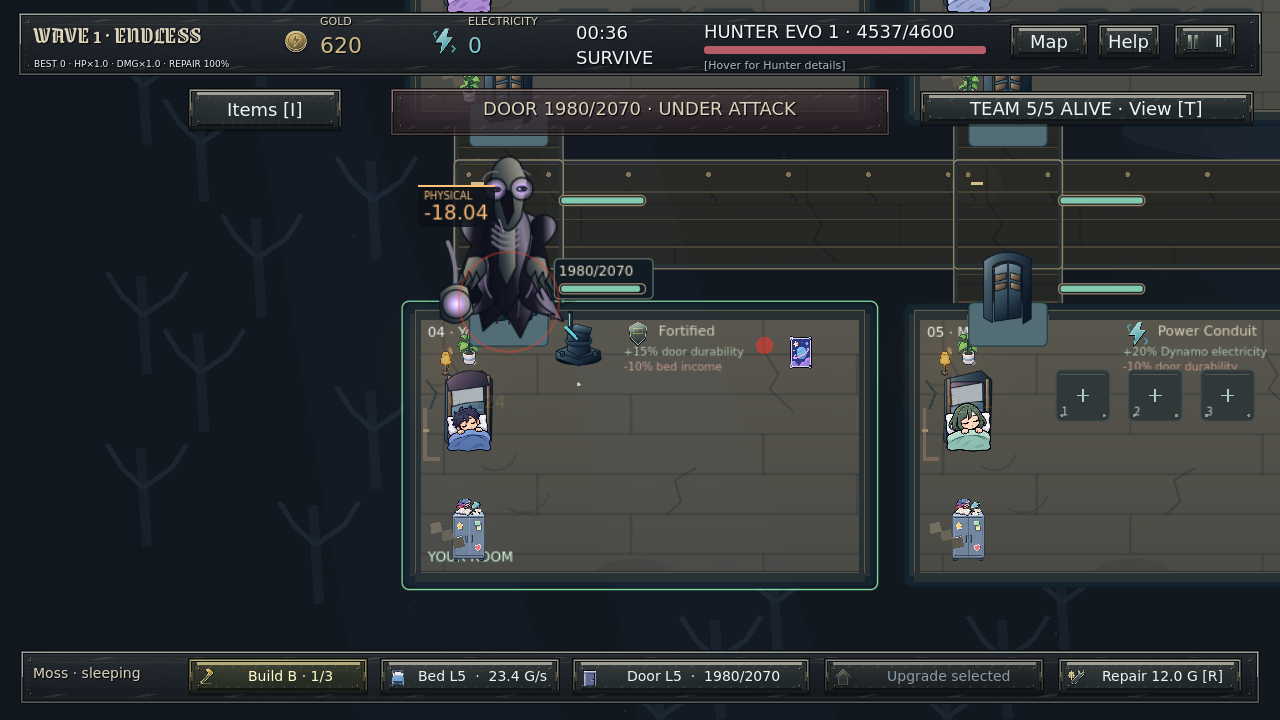 WAVE 1 · ENDLESS
BEST 0 · HP×1.0 · DMG×1.0 · REPAIR 100%
GOLD
620
ELECTRICITY
0
00:36
SURVIVE
HUNTER EVO 1 · 4537/4600
[Hover for Hunter details]
Map
Help
Items [I]
DOOR 1980/2070 · UNDER ATTACK
TEAM 5/5 ALIVE · View [T]
PHYSICAL
-18.04
1980/2070
04 ·
Fortified
+15% door durability
-10% bed income
05 ·
Power Conduit
+20% Dynamo electricity
-10% door durability
1
2
3
YOUR ROOM
Moss · sleeping
Build B · 1/3
Bed L5 · 23.4 G/s
Door L5 · 1980/2070
Upgrade selected
Repair 12.0 G [R]